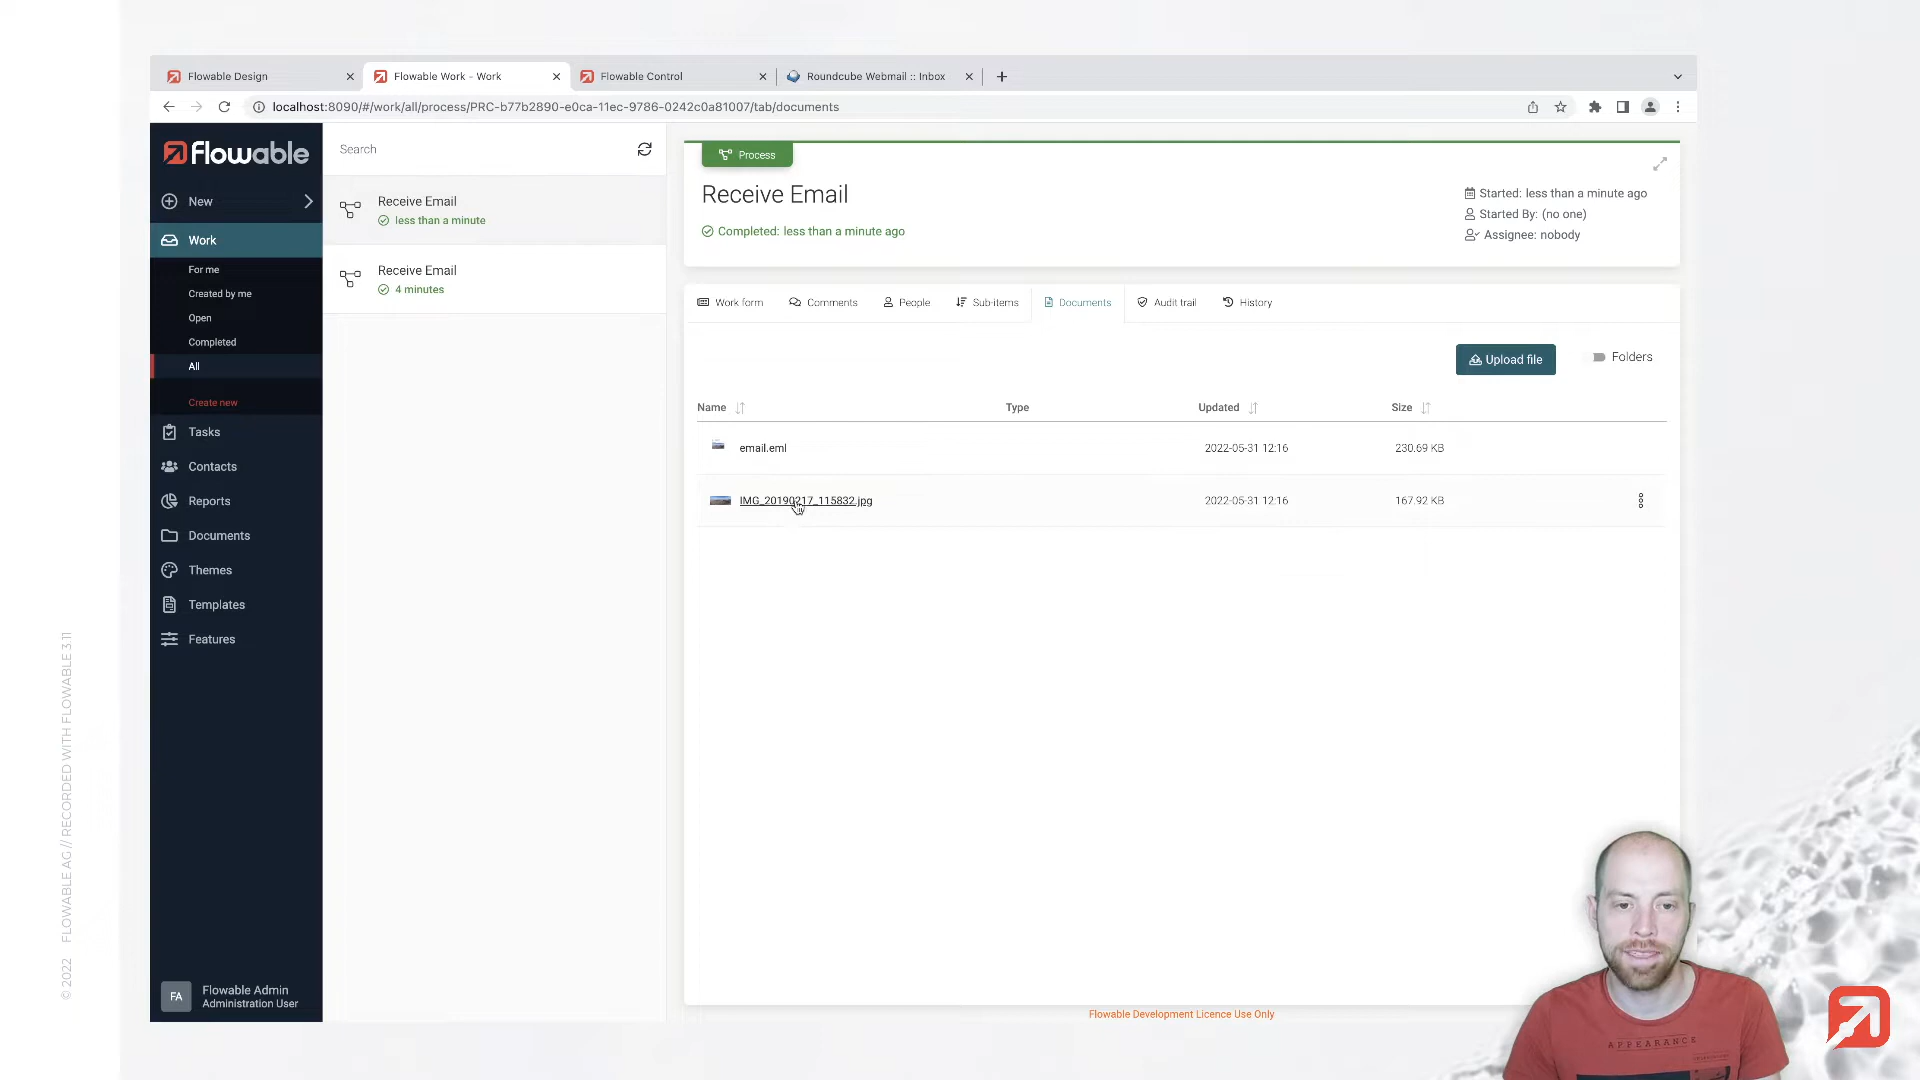 Flowable Design
Flowable Work - Work
Flowable Control
Roundcube Webmail :: Inbox
localhost:8090/#/work/all/process/PRC-b77b2890-e0ca-11ec-9786-0242c0a81007/tab/documents
Flowable
New
Work
For me
Created by me
Open
Completed
All
Create new
Tasks
Contacts
Reports
Documents
Themes
Templates
Features
FA
Flowable Admin
Administration User
Search
Receive Email
less than a minute
Receive Email
4 minutes
Process
Receive Email
Completed: less than a minute ago
Started: less than a minute ago
Started By: (no one)
Assignee: nobody
Work form
Comments
People
Sub-items
Documents
Audit trail
History
Upload file
Folders
Name
Type
Updated
Size
email.eml
2022-05-31 12:16
230.69 KB
IMG_20190217_115832.jpg
2022-05-31 12:16
167.92 KB
Flowable Development Licence Use Only
© 2022 FLOWABLE AG // RECORDED WITH FLOWABLE 3.11
APPEARANCE